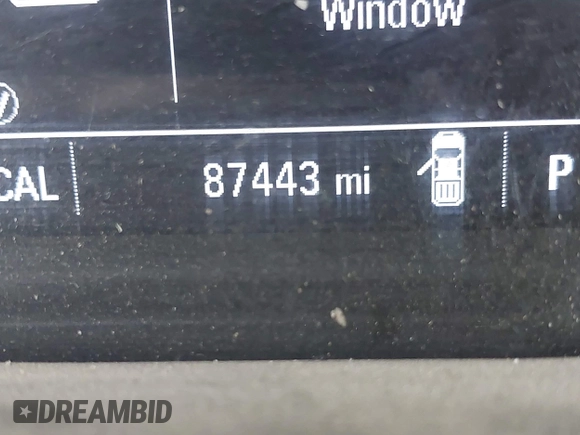 Window
CAL
87443 mi
P
DREAMBID